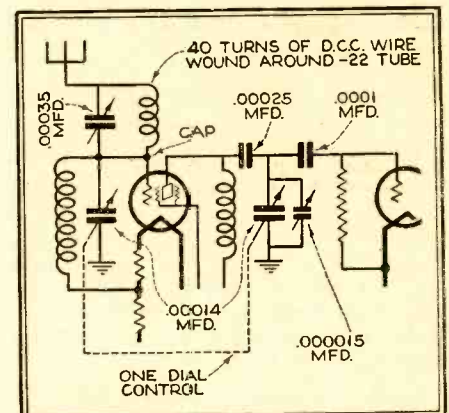 40 TURNS OF D.C.C. WIRE
WOUND AROUND -22 TUBE
.00035
MFD.
CAP
.00025
MFD.
.0001
MFD.
.00014
MFD.
.000015
MFD.
ONE DIAL
CONTROL